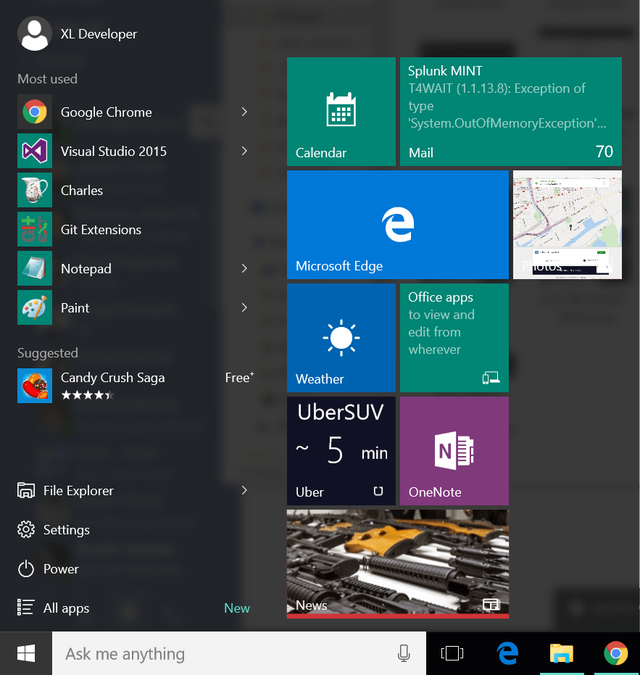 XL Developer
Most used
Google Chrome
Visual Studio 2015
Charles
Git Extensions
Notepad
Paint
Suggested
Candy Crush Saga
Free+
File Explorer
Settings
Power
All apps
New
Calendar
Splunk MINT
T4WAIT (1.1.13.8): Exception of
type
'System.OutOfMemoryException'...
Mail
70
Microsoft Edge
Photos
Weather
Office apps
to view and
edit from
wherever
UberSUV
~ 5 min
Uber
OneNote
News
Ask me anything